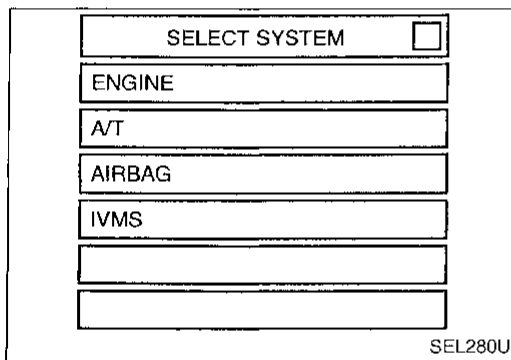 SELECT SYSTEM
ENGINE
A/T
AIRBAG
IVMS
SEL280U